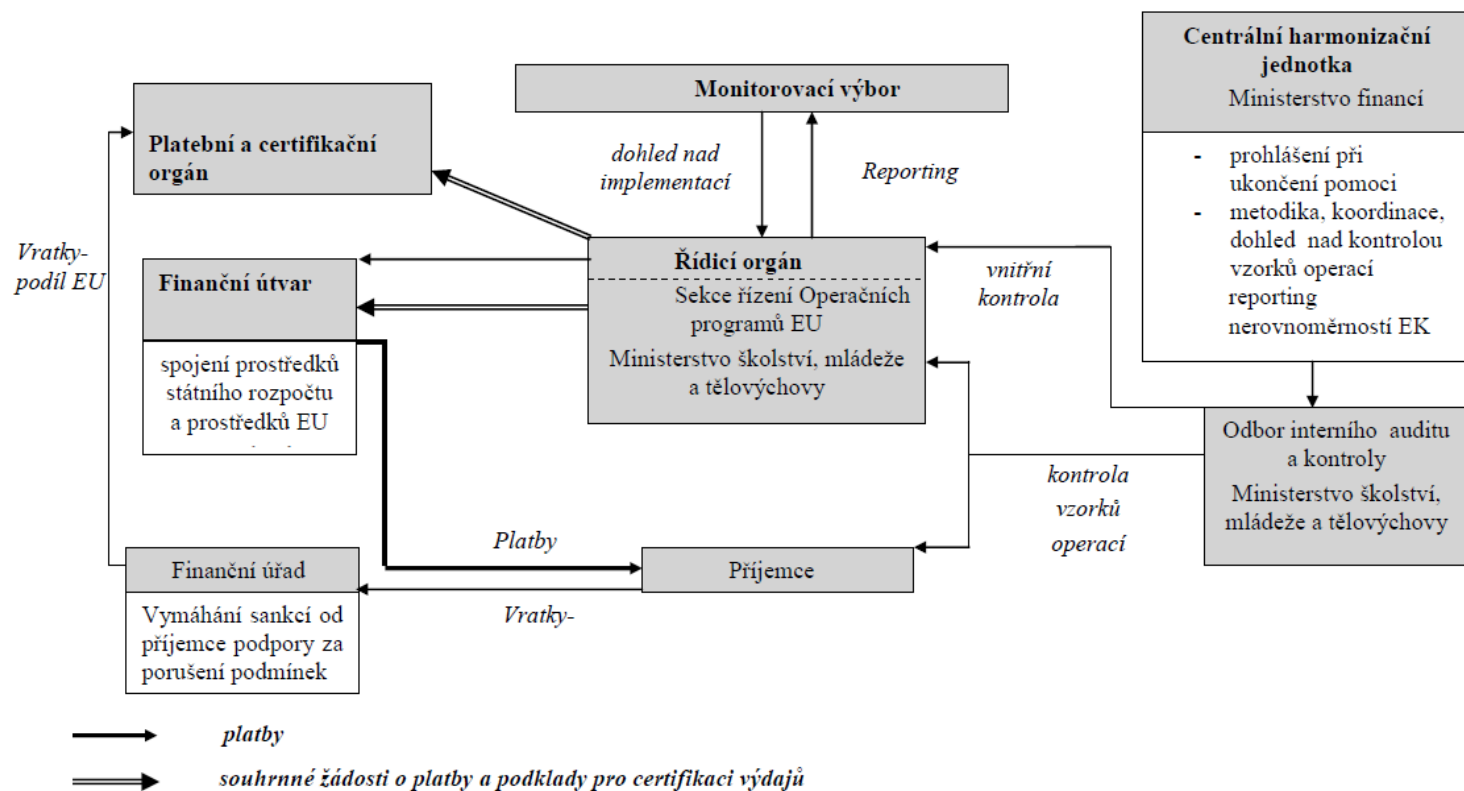 Centrální harmonizační
jednotka
Ministerstvo financí
- prohlášení při
ukončení pomoci
- metodika, koordinace,
dohled nad kontrolou
vzorků operací
reporting
nerovnoměrností EK
Monitorovací výbor
Platební a certifikační
orgán
dohled nad
implementací
Reporting
Vratky-
podíl EU
Finanční útvar
spojení prostředků
státního rozpočtu
a prostředků EU
Řídicí orgán
Sekce řízení Operačních
programů EU
Ministerstvo školství, mládeže
a tělovýchovy
vnitřní
kontrola
Odbor interního auditu
a kontroly
Ministerstvo školství,
mládeže a tělovýchovy
kontrola
vzorků
operací
Platby
Příjemce
Finanční úřad
Vymáhání sankcí od
příjemce podpory za
porušení podmínek
Vratky-
platby
souhrnné žádosti o platby a podklady pro certifikaci výdajů